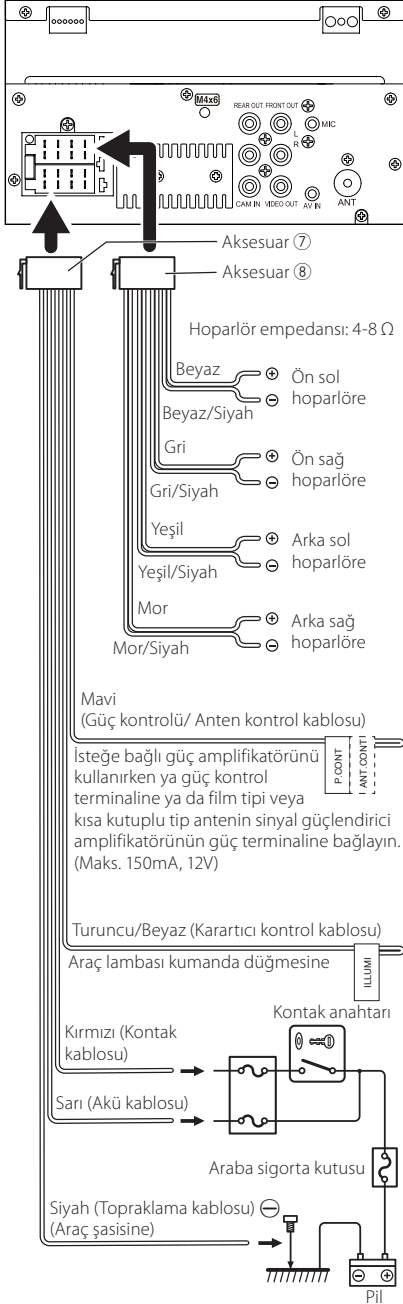 M4x6
REAR OUT FRONT OUT
L
R
MIC
CAM IN VIDEO OUT AV IN
ANT
Aksesuar ⑦
Aksesuar ⑧
Hoparlör empedansı: 4-8 Ω
Beyaz
Beyaz/Siyah
⊕ Ön sol
⊖ hoparlöre
Gri
Gri/Siyah
⊕ Ön sağ
⊖ hoparlöre
Yeşil
Yeşil/Siyah
⊕ Arka sol
⊖ hoparlöre
Mor
Mor/Siyah
⊕ Arka sağ
⊖ hoparlöre
Mavi
(Güç kontrolü/ Anten kontrol kablosu)
P.CONT
ANT.CONT
İsteğe bağlı güç amplifikatörünü
kullanırken ya güç kontrol
terminaline ya da film tipi veya
kısa kutuplu tip antenin sinyal güçlendirici
amplifikatörünün güç terminaline bağlayın.
(Maks. 150mA, 12V)
Turuncu/Beyaz (Karartıcı kontrol kablosu)
Araç lambası kumanda düğmesine
ILLUMI
Kontak anahtarı
Kırmızı (Kontak
kablosu)
Sarı (Akü kablosu)
Araba sigorta kutusu
Siyah (Topraklama kablosu) ⊖
(Araç şasisine)
⊖ ⊕
Pil